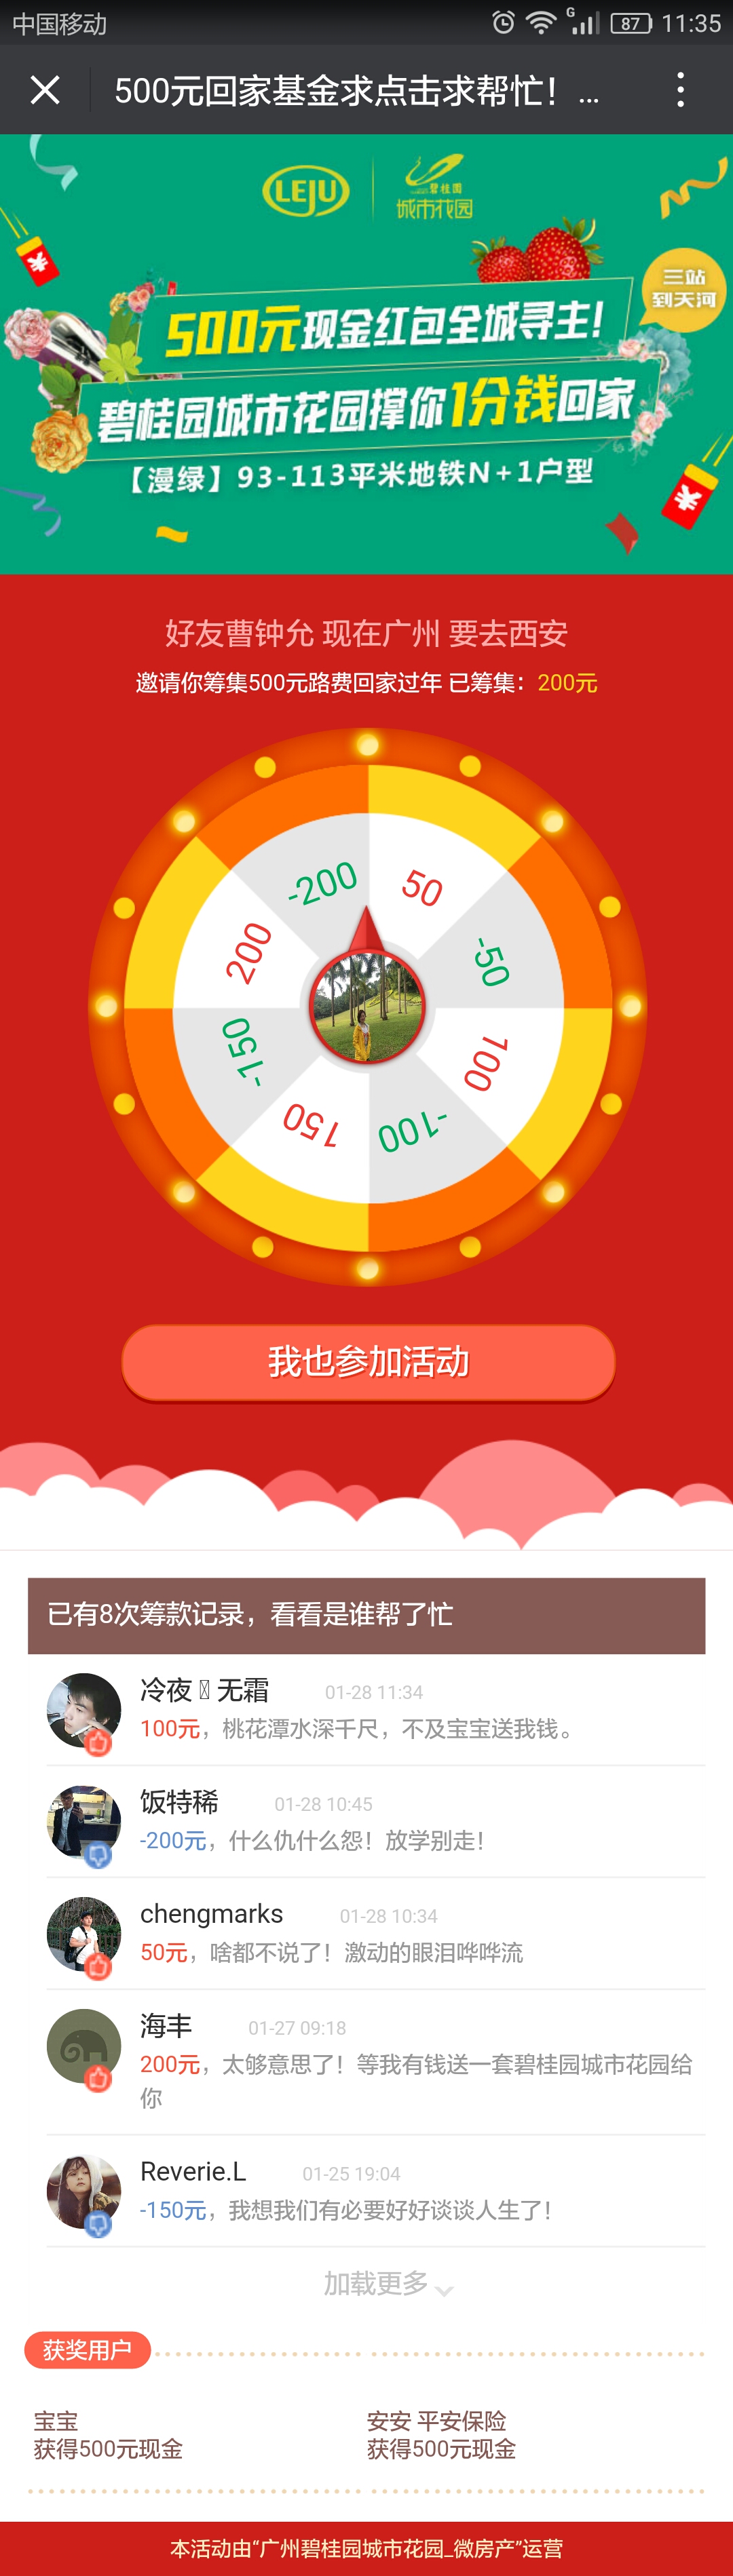 中国移动
G
87
11:35
500元回家基金求点击求帮忙！...
LEJU
碧桂园
城市花园
三站
到天河
500元现金红包全城寻主!
碧桂园城市花园撑你1分钱回家
【漫绿】93-113平米地铁N+1户型
好友曹钟允 现在广州 要去西安
邀请你筹集500元路费回家过年 已筹集：200元
-200
50
200
-50
-150
100
150
-100
我也参加活动
已有8次筹款记录，看看是谁帮了忙
冷夜 无霜 01-28 11:34
100元，桃花潭水深千尺，不及宝宝送我钱。
饭特稀 01-28 10:45
-200元，什么仇什么怨！放学别走！
chengmarks 01-28 10:34
50元，啥都不说了！激动的眼泪哗哗流
海丰 01-27 09:18
200元，太够意思了！等我有钱送一套碧桂园城市花园给
你
Reverie.L 01-25 19:04
-150元，我想我们有必要好好谈谈人生了！
加载更多
获奖用户
宝宝
获得500元现金
安安 平安保险
获得500元现金
本活动由“广州碧桂园城市花园_微房产”运营